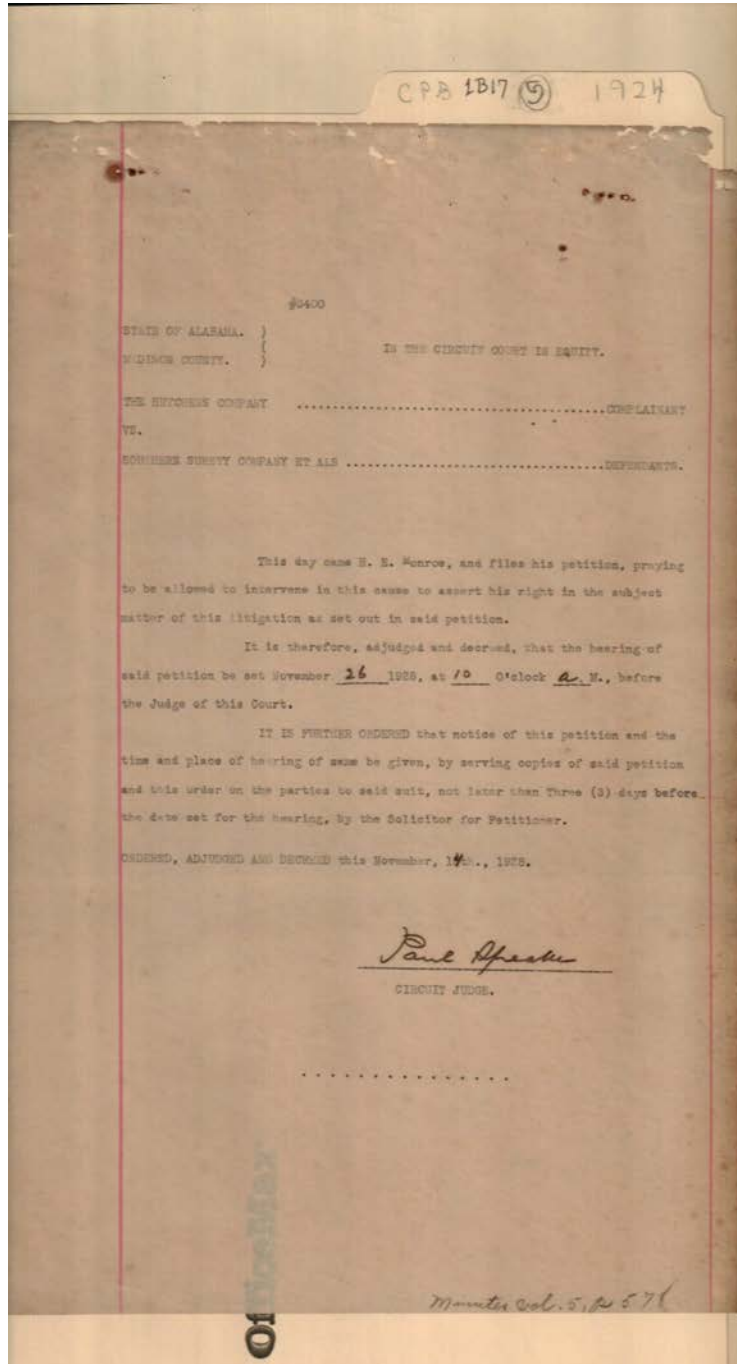 CPB 1B17 (5) 1924
#3400
STATE OF ALABAMA. )
(
MADISON COUNTY. )
IN THE CIRCUIT COURT IN EQUITY.
THE HUTCHENS COMPANY ........................................COMPLAINANT
VS.
SOUTHERN SURETY COMPANY ET ALS .................................DEFENDANTS.
This day came H. E. Monroe, and files his petition, praying
to be allowed to intervene in this cause to assert his right in the subject
matter of this litigation as set out in said petition.
It is therefore, adjudged and decreed, that the hearing of
said petition be set November 26 1928, at 10 O'clock a. M., before
the Judge of this Court.
IT IS FURTHER ORDERED that notice of this petition and the
time and place of hearing of same be given, by serving copies of said petition
and this order on the parties to said suit, not later than Three (3) days before
the date set for the hearing, by the Solicitor for Petitioner.
ORDERED, ADJUDGED AND DECREED this November, 14th., 1928.
Paul Speake
CIRCUIT JUDGE.
...............
OfficeMax
Minutes vol. 5, p 571